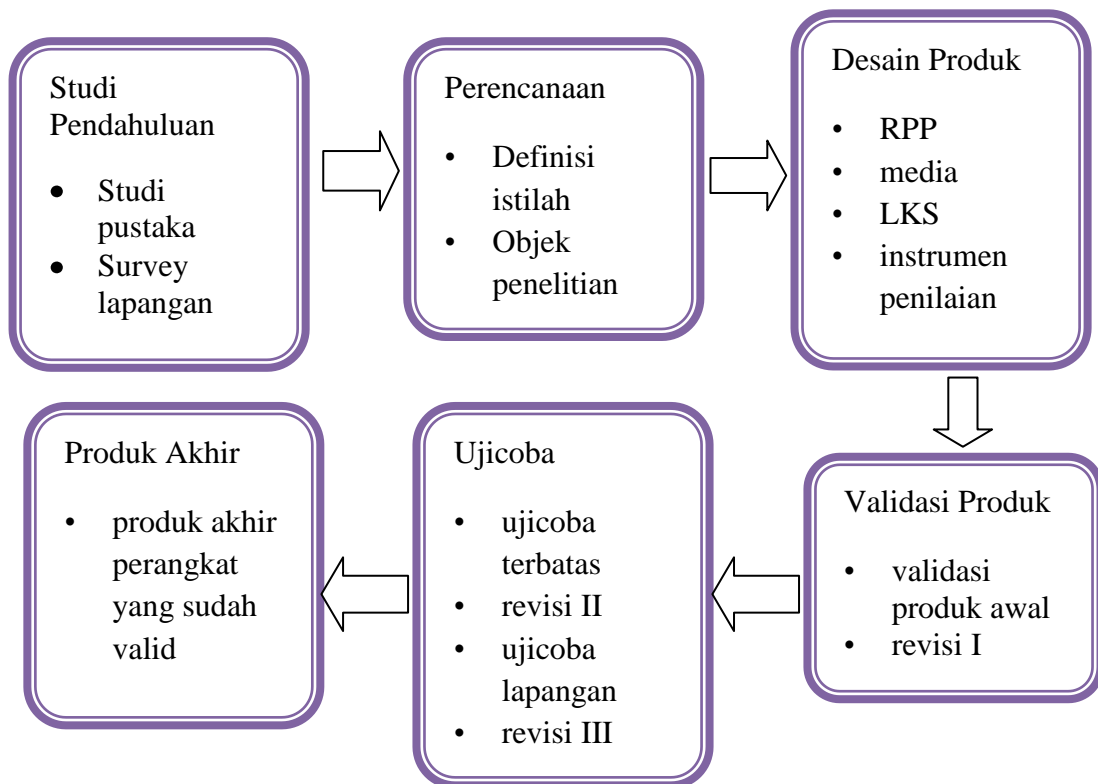 Studi
Pendahuluan
• Studi
pustaka
• Survey
lapangan
Perencanaan
• Definisi
istilah
• Objek
penelitian
Desain Produk
• RPP
• media
• LKS
• instrumen
penilaian
Validasi Produk
• validasi
produk awal
• revisi I
Ujicoba
• ujicoba
terbatas
• revisi II
• ujicoba
lapangan
• revisi III
Produk Akhir
• produk akhir
perangkat
yang sudah
valid